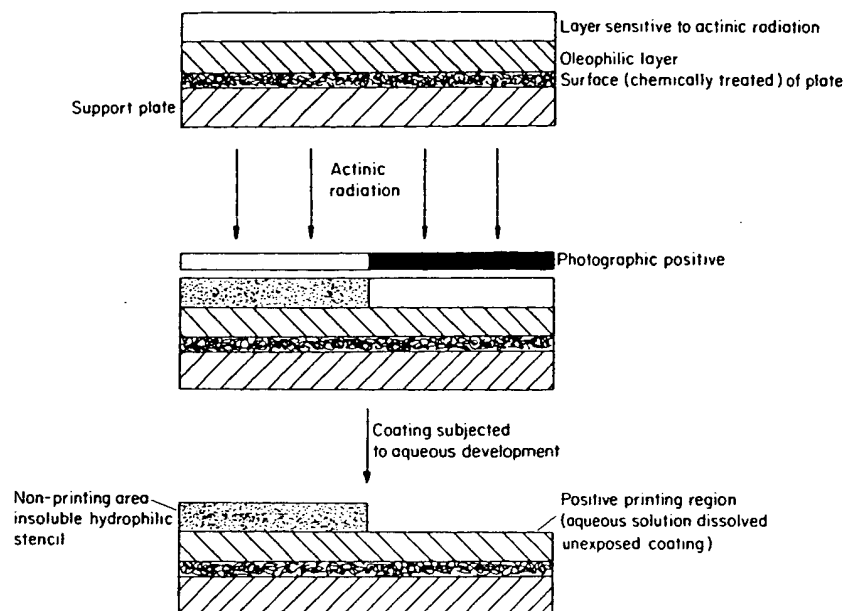 Layer sensitive to actinic radiation
Oleophilic layer
Surface (chemically treated) of plate
Support plate
Actinic
radiation
Photographic positive
Coating subjected
to aqueous development
Non-printing area
insoluble hydrophilic
stencil
Positive printing region
(aqueous solution dissolved
unexposed coating)